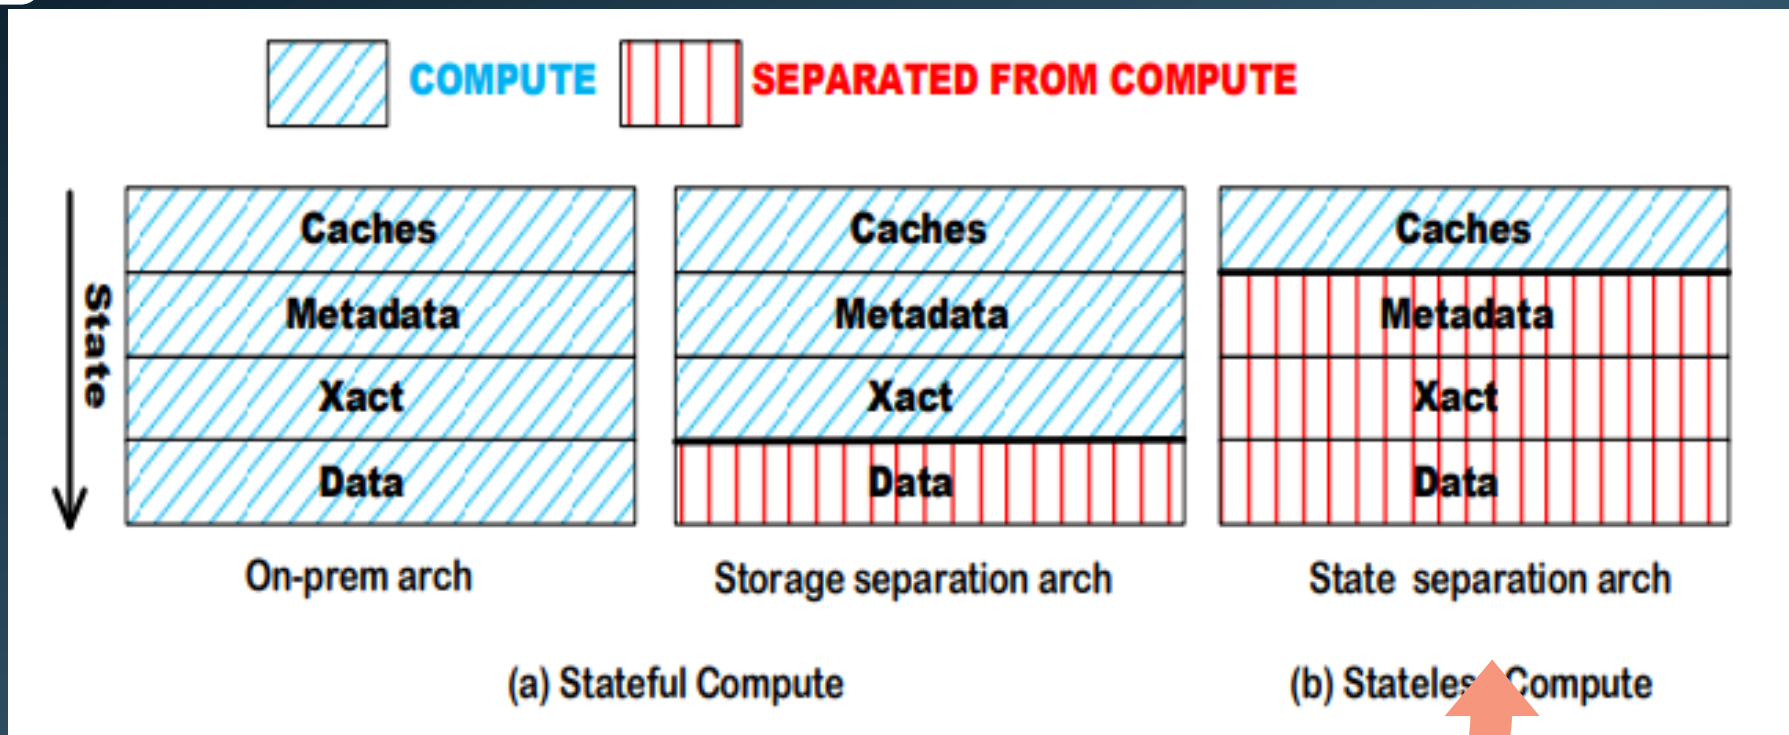 COMPUTE SEPARATED FROM COMPUTE
State
Caches Caches Caches
Metadata Metadata Metadata
Xact Xact Xact
Data Data Data
On-prem arch Storage separation arch State separation arch
(a) Stateful Compute (b) Stateless Compute